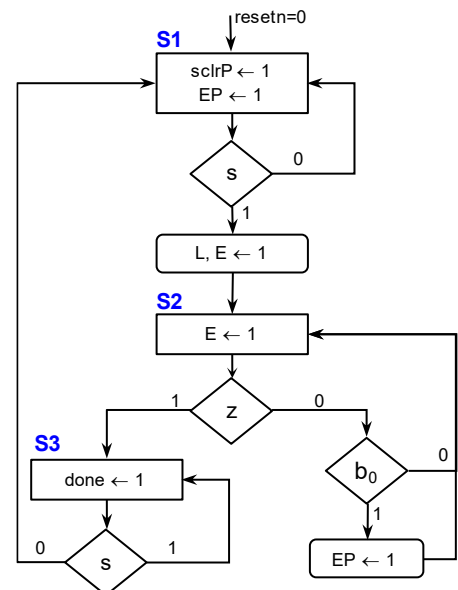 resetn=0
S1
sclrP ← 1
EP ← 1
s
0
1
L, E ← 1
S2
E ← 1
1
z
0
S3
done ← 1
b₀
0
1
0
s
1
EP ← 1